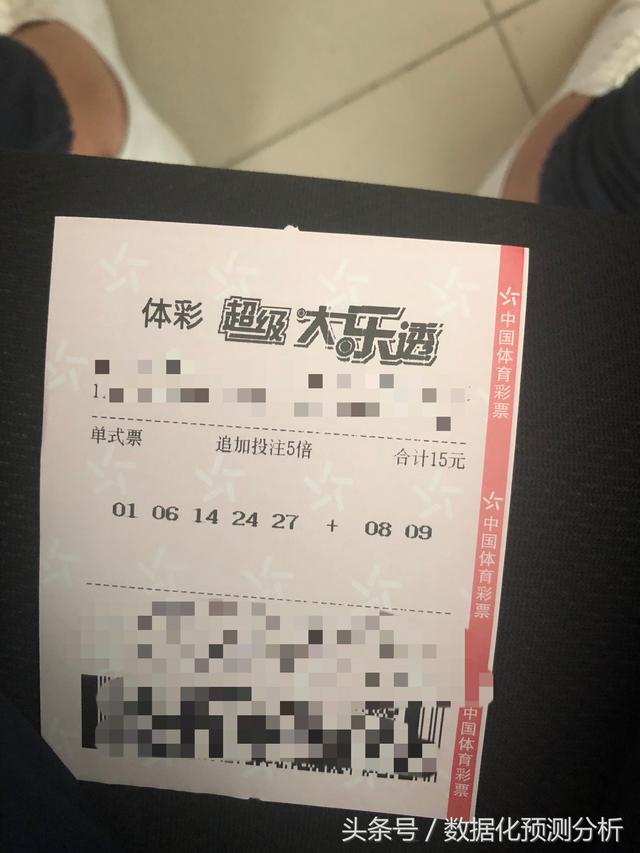 体彩 超级大乐透
1.
单式票 追加投注5倍 合计15元
01 06 14 24 27 + 08 09
中国体育彩票
中国体育彩票
中国体育彩票
头条号 / 数据化预测分析